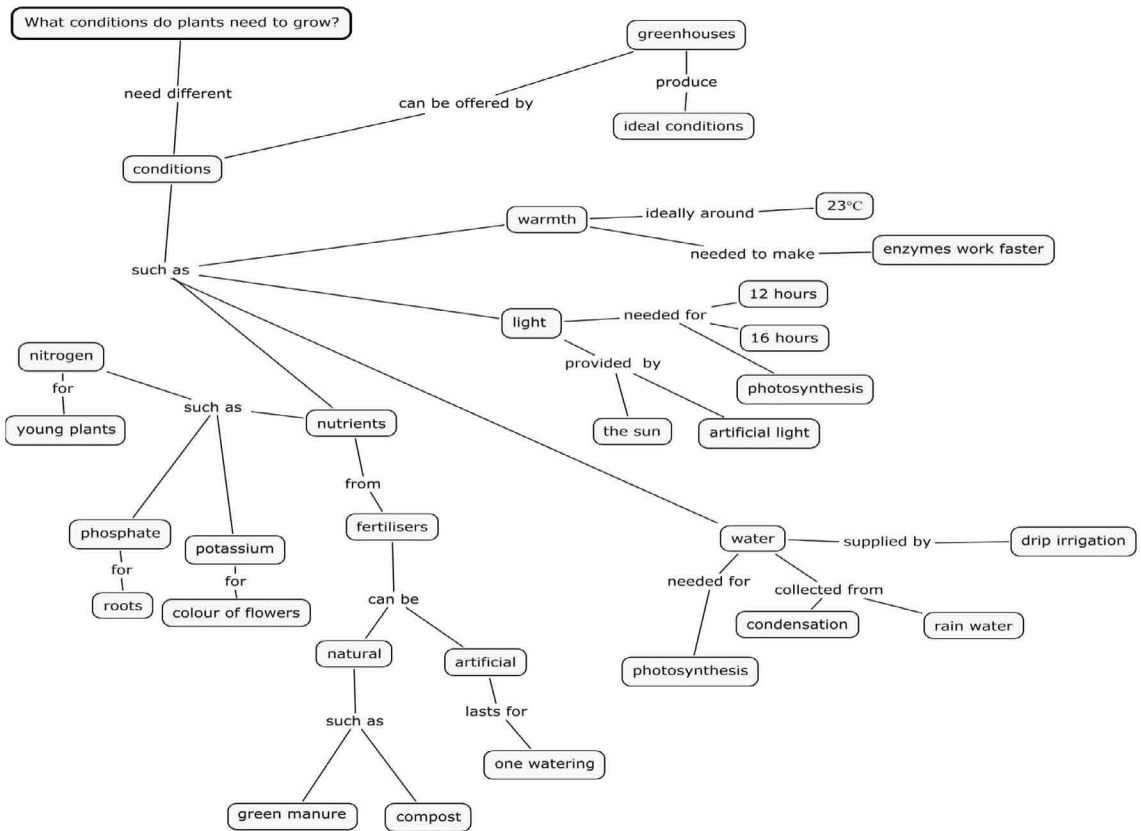 What conditions do plants need to grow?
greenhouses
need different
produce
can be offered by
ideal conditions
conditions
23°C
warmth
ideally around
enzymes work faster
needed to make
such as
12 hours
light
needed for
16 hours
nitrogen
provided by
for
photosynthesis
such as
young plants
nutrients
the sun
artificial light
from
phosphate
fertilisers
water
supplied by
drip irrigation
potassium
for
for
needed for
collected from
roots
colour of flowers
can be
condensation
rain water
natural
artificial
photosynthesis
lasts for
such as
one watering
green manure
compost